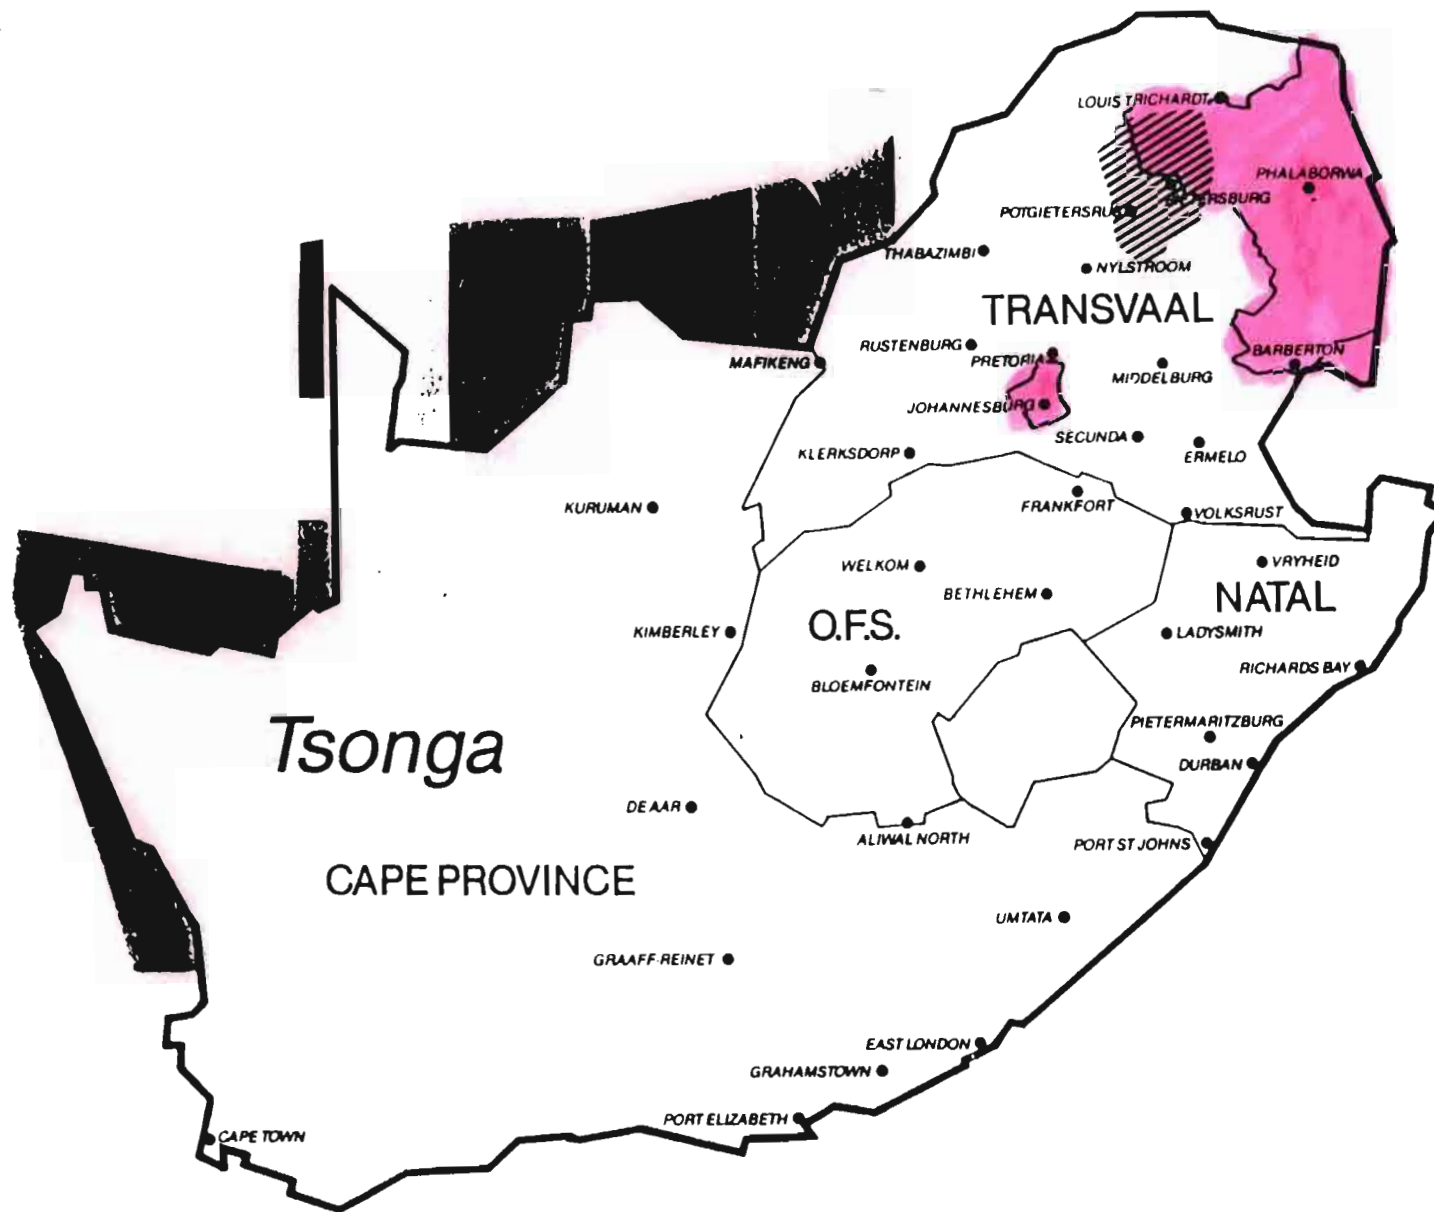 LOUIS TRICHARDT
PHALABORWA
PIETERSBURG
POTGIETERSRUS
THABAZIMBI
NYLSTROOM
TRANSVAAL
RUSTENBURG
PRETORIA
BARBERTON
MAFIKENG
MIDDELBURG
JOHANNESBURG
SECUNDA
ERMELO
KLERKSDORP
FRANKFORT
KURUMAN
VOLKSRUST
WELKOM
VRYHEID
BETHLEHEM
NATAL
O.F.S.
KIMBERLEY
LADYSMITH
RICHARDS BAY
BLOEMFONTEIN
PIETERMARITZBURG
Tsonga
DURBAN
DE AAR
ALIWAL NORTH
PORT ST JOHNS
CAPE PROVINCE
UMTATA
GRAAFF-REINET
EAST LONDON
GRAHAMSTOWN
PORT ELIZABETH
CAPE TOWN